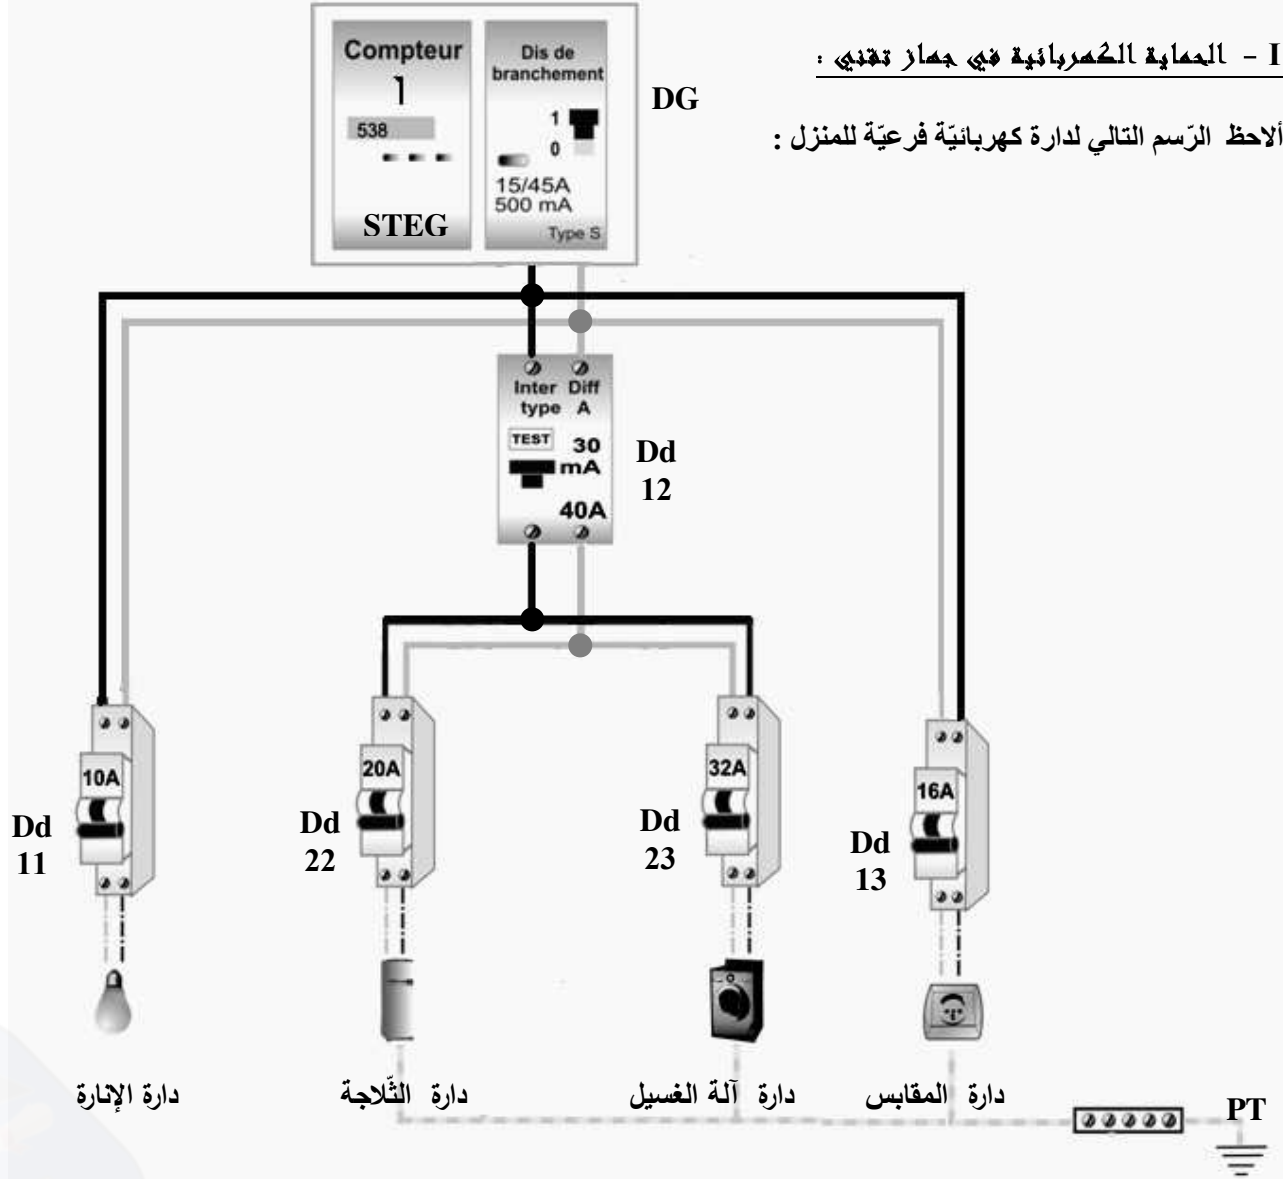 I - الحماية الكهربائية في جهاز تقني :
ألاحظ الرّسم التالي لدارة كهربائيّة فرعيّة للمنزل :
Compteur
1
538
STEG
Dis de
branchement
1
0
15/45A
500 mA
Type S
DG
Inter Diff
type A
TEST
30
mA
40A
Dd
12
10A
Dd
11
20A
Dd
22
32A
Dd
23
16A
Dd
13
دارة الإنارة
دارة الثّلاجة
دارة آلة الغسيل
دارة المقابس
PT